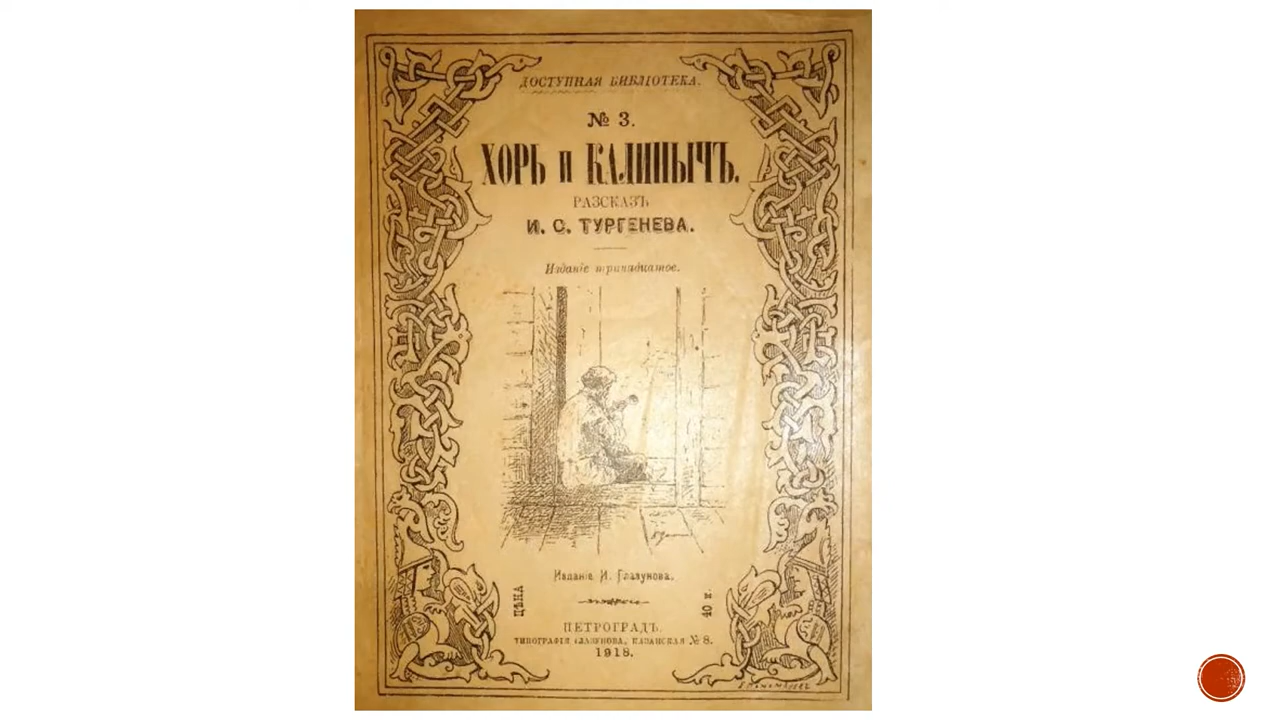 ДОСТУПНАЯ БИБЛІОТЕКА.
№ 3.
ХОРЬ и КАЛИНЫЧЪ.
РАЗСКАЗЪ
И. С. ТУРГЕНЕВА.
Изданіе тринадцатое.
Изданіе И. Глазунова.
ЦѢНА
40 к.
ПЕТРОГРАДЪ.
ТИПОГРАФІЯ ГЛАЗУНОВА, КАЗАНСКАЯ № 8.
1918.